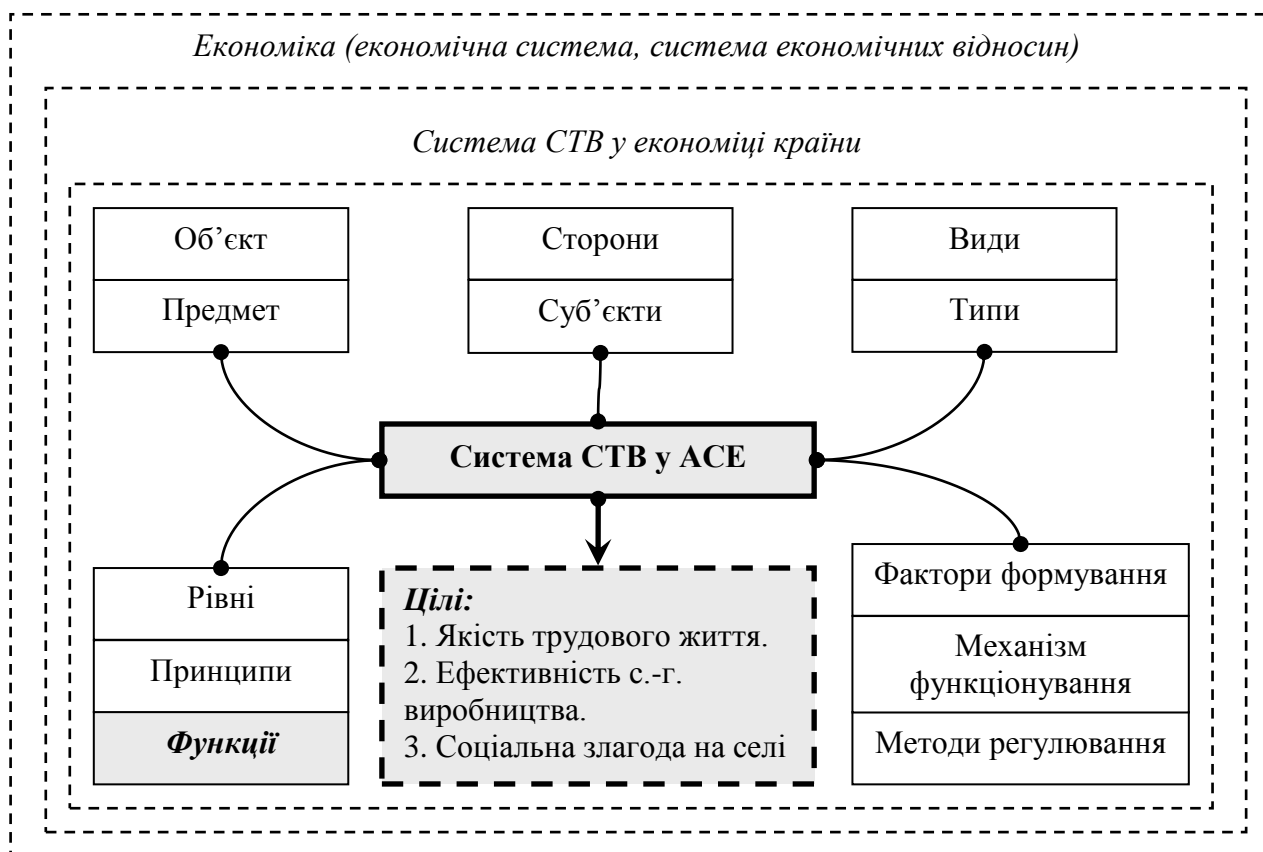 Економіка (економічна система, система економічних відносин)
Система СТВ у економіці країни
Об’єкт
Предмет
Сторони
Суб’єкти
Види
Типи
Система СТВ у АСЕ
Рівні
Принципи
Функції
Цілі:
1. Якість трудового життя.
2. Ефективність с.-г.
виробництва.
3. Соціальна злагода на селі
Фактори формування
Механізм
функціонування
Методи регулювання